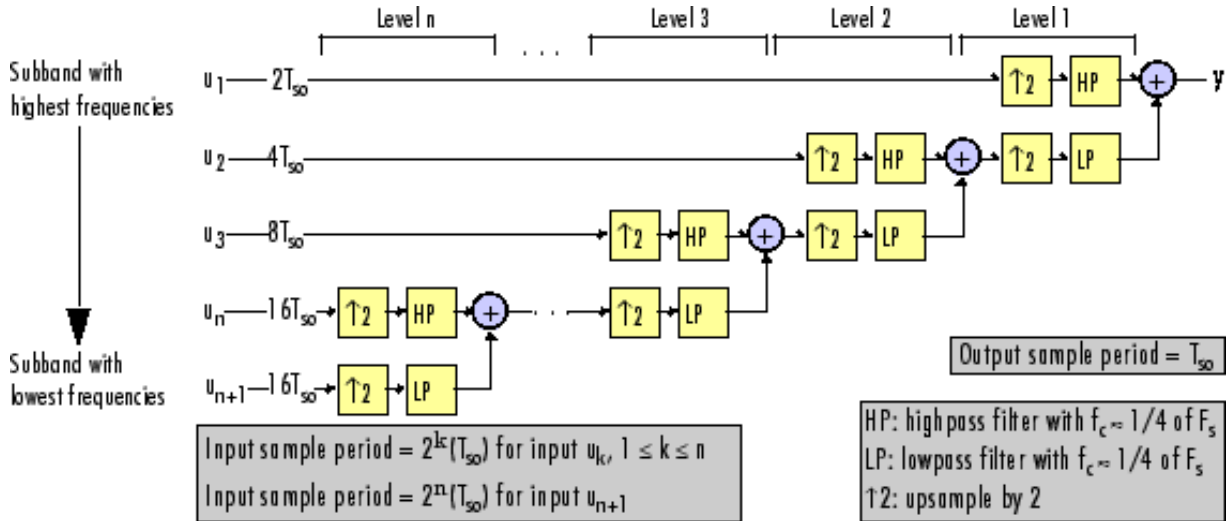 Level n . . . Level 3 Level 2 Level 1
Subband with
highest frequencies
u1 2Tso ↑2 HP + y
u2 4Tso ↑2 HP + ↑2 LP
u3 8Tso ↑2 HP + ↑2 LP
un 16Tso ↑2 HP + . . . ↑2 LP
Subband with
lowest frequencies
un+1 16Tso ↑2 LP
Output sample period = Tso
Input sample period = 2^k(Tso) for input uk, 1 ≤ k ≤ n
Input sample period = 2^n(Tso) for input un+1
HP: highpass filter with fc ≈ 1/4 of Fs
LP: lowpass filter with fc ≈ 1/4 of Fs
↑2: upsample by 2